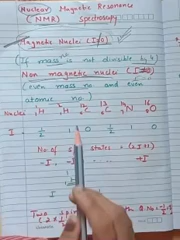 Nuclear Magnetic Resonance
(NMR) Spectroscopy
Magnetic Nuclei (I≠0)
(If mass no. is not divisible by 4)
Non magnetic nuclei (I=0)
(even mass no and even
atomic no.)
Nuclei ¹H ²H ¹²C ¹³C ¹⁴N ¹⁶O
I = ½ 1 0 ½ 1 0
No of spin states = (2I+1)
-I ... +I